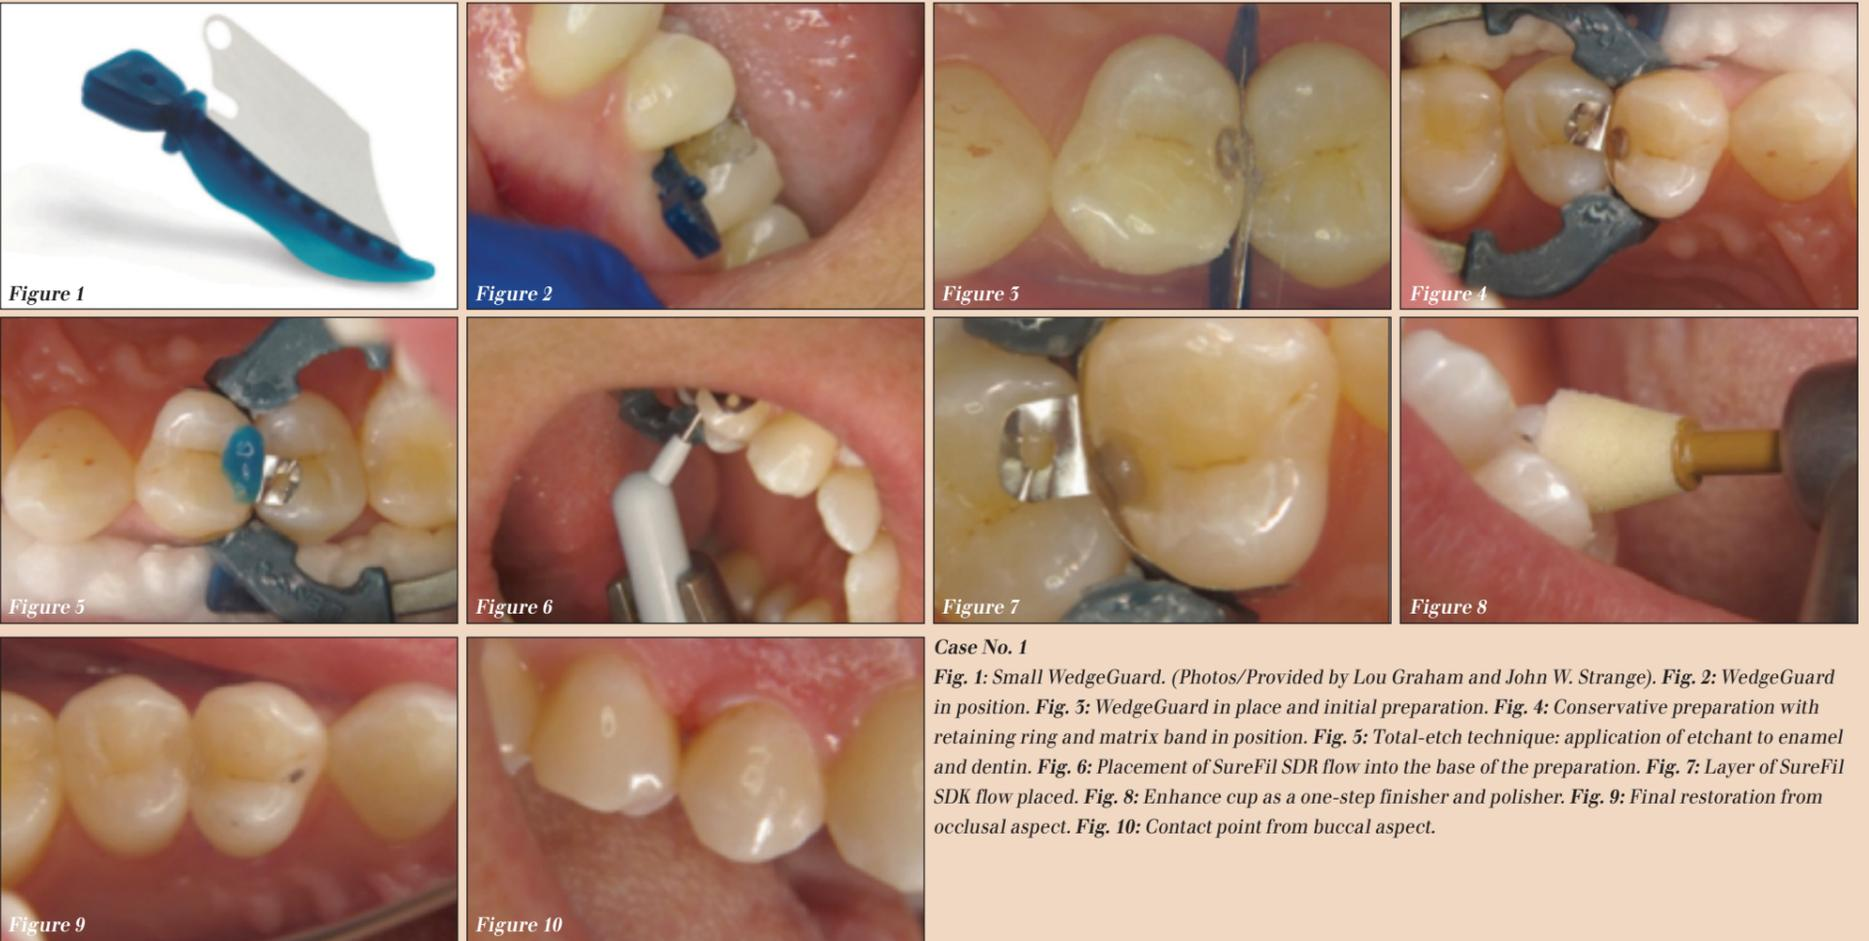 Figure 1
Figure 2
Figure 3
Figure 4
Figure 5
Figure 6
Figure 7
Figure 8
Figure 9
Figure 10
Case No. 1
Fig. 1: Small WedgeGuard. (Photos/Provided by Lou Graham and John W. Strange). Fig. 2: WedgeGuard
in position. Fig. 3: WedgeGuard in place and initial preparation. Fig. 4: Conservative preparation with
retaining ring and matrix band in position. Fig. 5: Total-etch technique: application of etchant to enamel
and dentin. Fig. 6: Placement of SureFil SDR flow into the base of the preparation. Fig. 7: Layer of SureFil
SDK flow placed. Fig. 8: Enhance cup as a one-step finisher and polisher. Fig. 9: Final restoration from
occlusal aspect. Fig. 10: Contact point from buccal aspect.